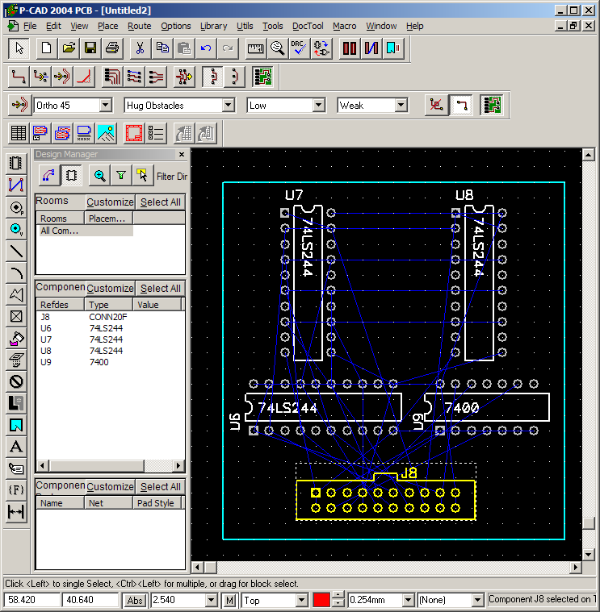 P-CAD 2004 PCB - [Untitled2]
File Edit View Place Route Options Library Utils Tools DocTool Macro Window Help
DRC
Ortho 45 Hug Obstacles Low Weak
Design Manager
Filter Dir
Rooms Customize Select All
Rooms Placem...
All Com...
Componen Customize Select All
Refdes Type Value
J8 CONN20F
U6 74LS244
U7 74LS244
U8 74LS244
U9 7400
Componen Customize Select All
Name Net Pad Style
U7 U8
74LS244 74LS244
U6 74LS244 U9 7400
J8
Click <Left> to single Select, <Ctrl><Left> for multiple, or drag for block select.
58.420 40.640 Abs 2.540 M Top 0.254mm (None) Component J8 selected on T